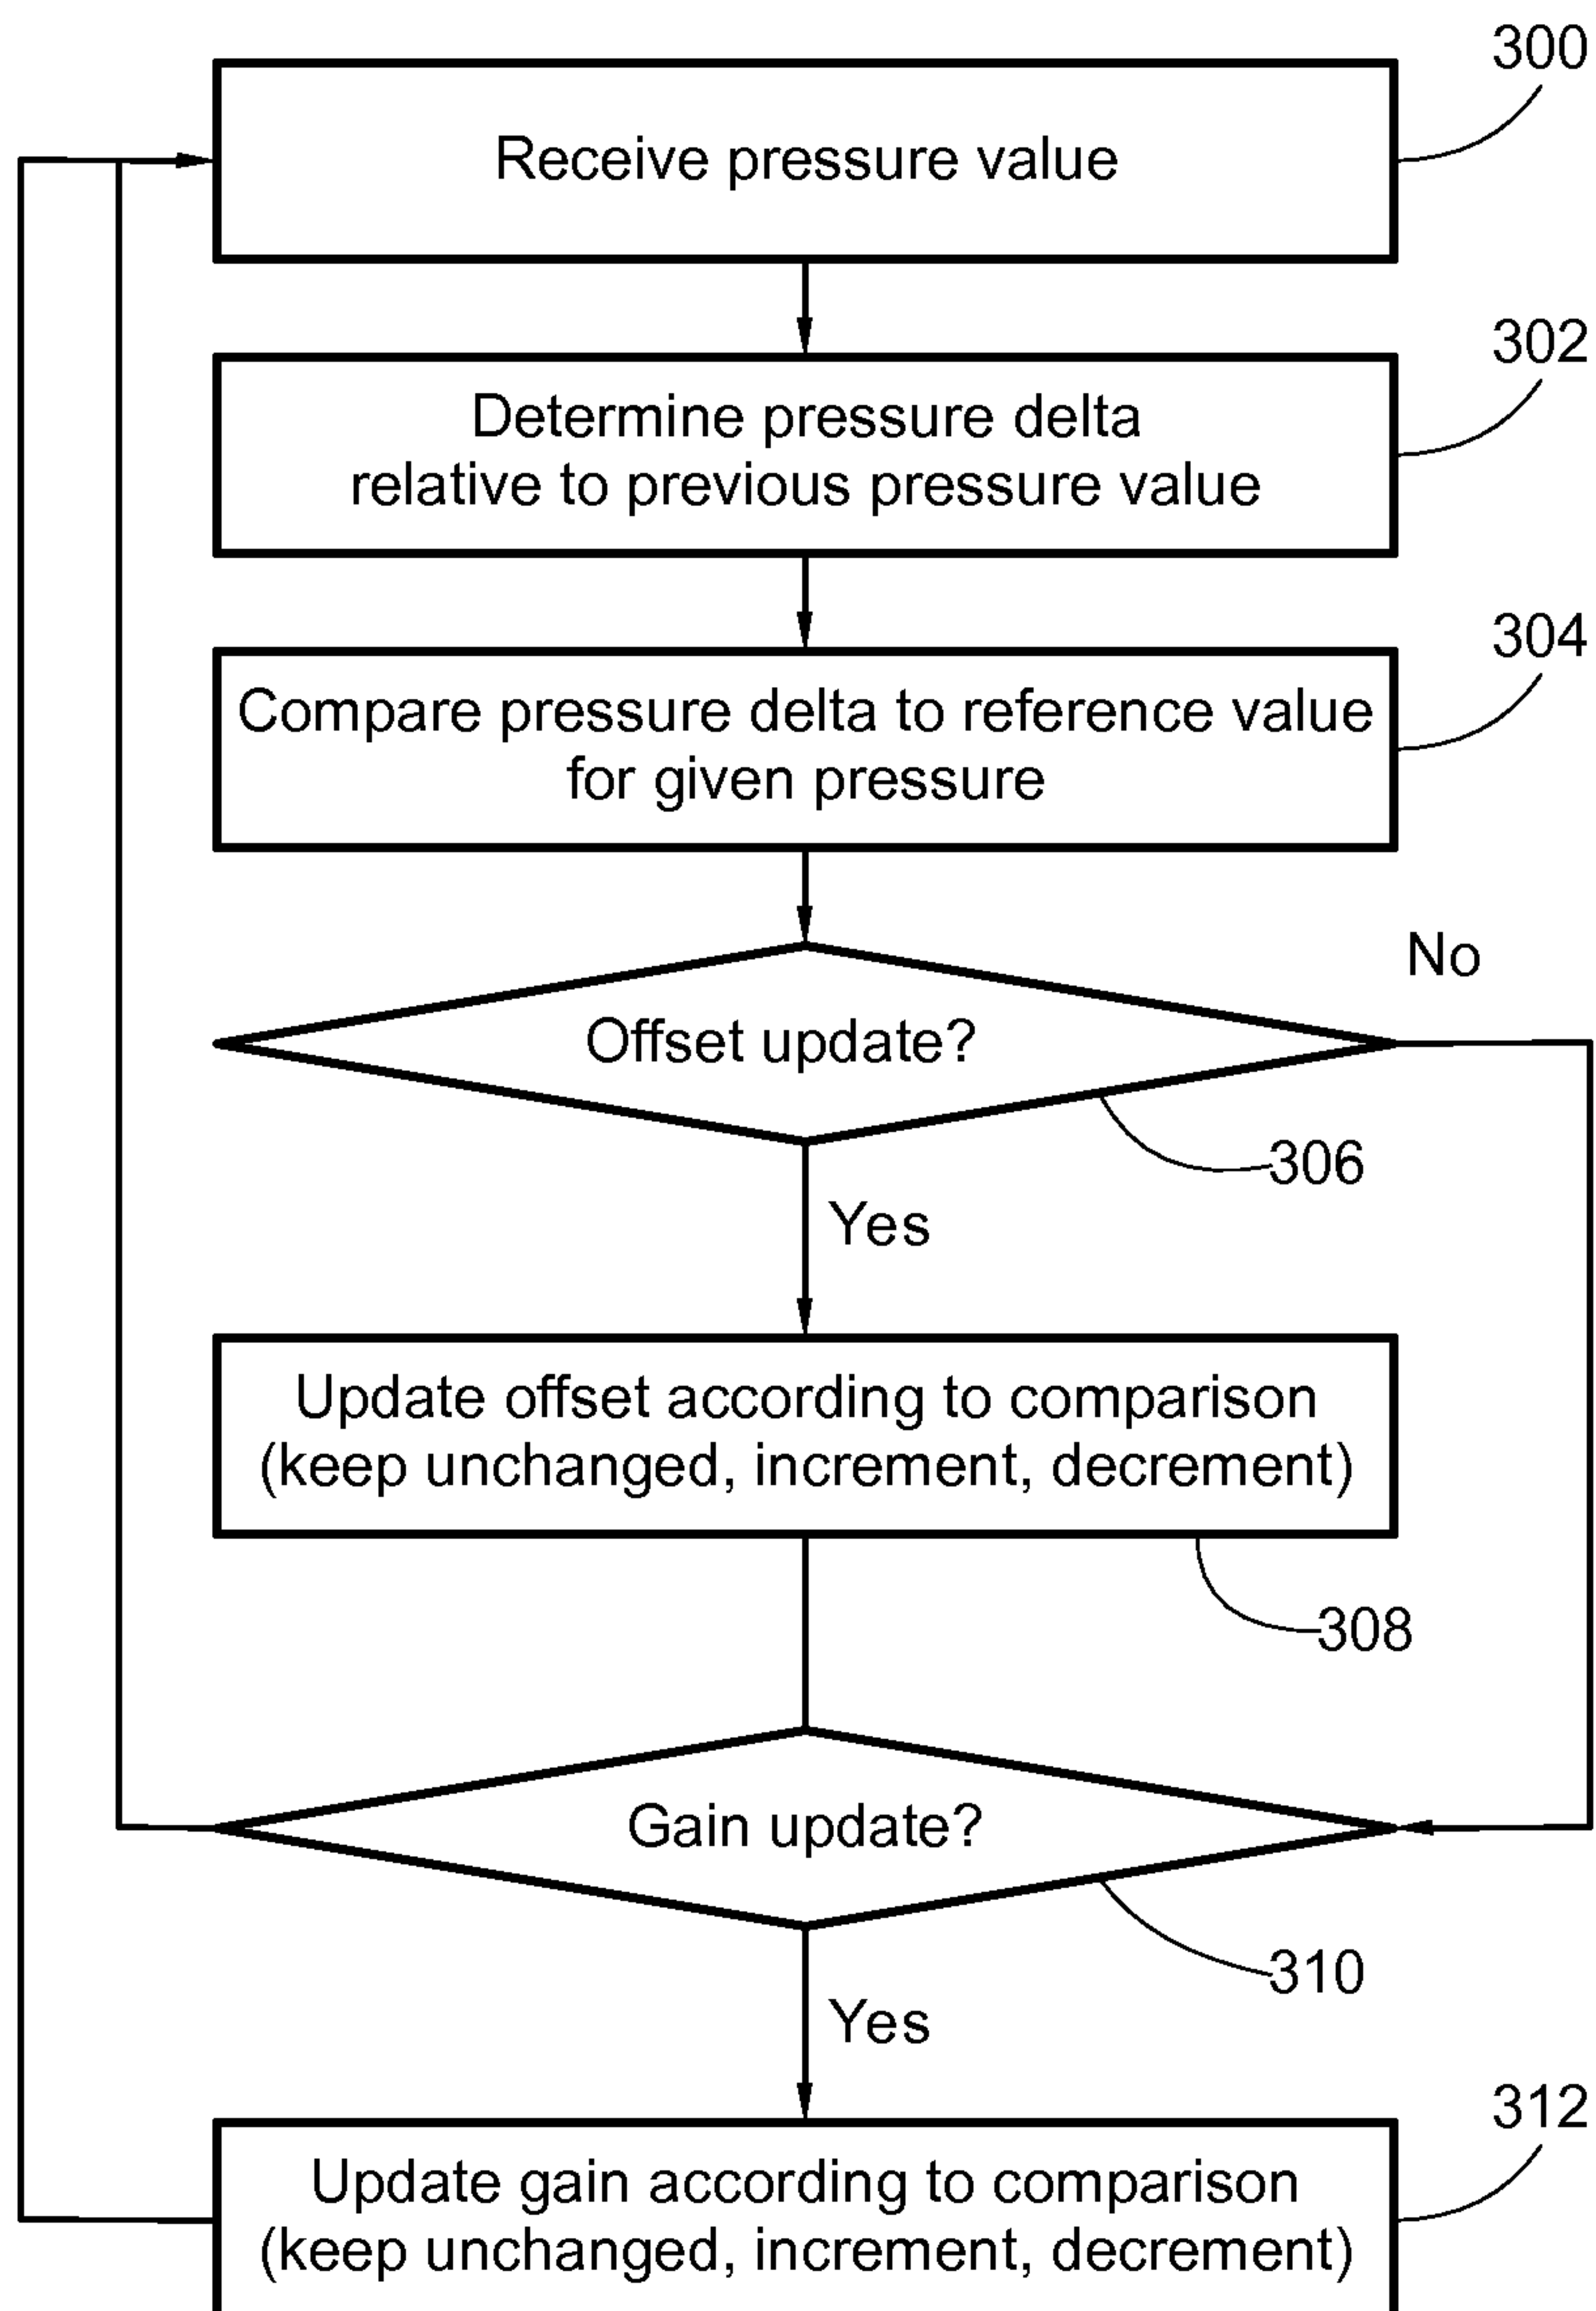 300
Receive pressure value
302
Determine pressure delta
relative to previous pressure value
304
Compare pressure delta to reference value
for given pressure
No
Offset update?
306
Yes
Update offset according to comparison
(keep unchanged, increment, decrement)
308
Gain update?
310
Yes
312
Update gain according to comparison
(keep unchanged, increment, decrement)